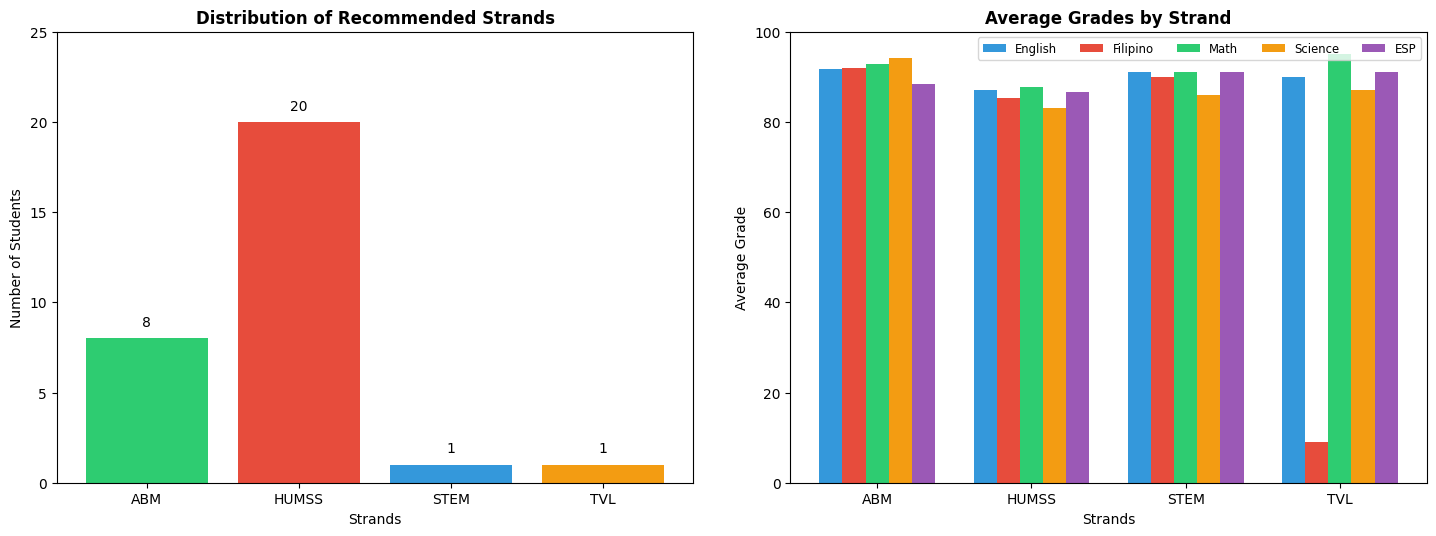 Distribution of Recommended Strands
25
20
15
10
5
0
Number of Students
8
20
1
1
ABM
HUMSS
STEM
TVL
Strands
Average Grades by Strand
English
Filipino
Math
Science
ESP
100
80
60
40
20
0
Average Grade
ABM
HUMSS
STEM
TVL
Strands